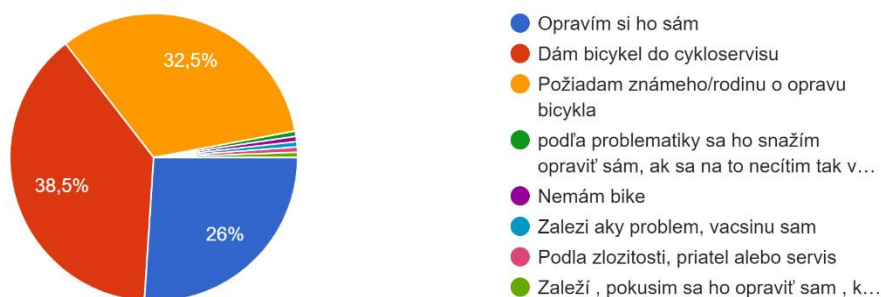 32,5%
38,5%
26%
Opravím si ho sám
Dám bicykel do cykloservisu
Požiadam známeho/rodinu o opravu
bicykla
podľa problematiky sa ho snažím
opraviť sám, ak sa na to necítim tak v…
Nemám bike
Zalezi aky problem, vacsinu sam
Podla zlozitosti, priatel alebo servis
Zaleží , pokusim sa ho opraviť sam , k…